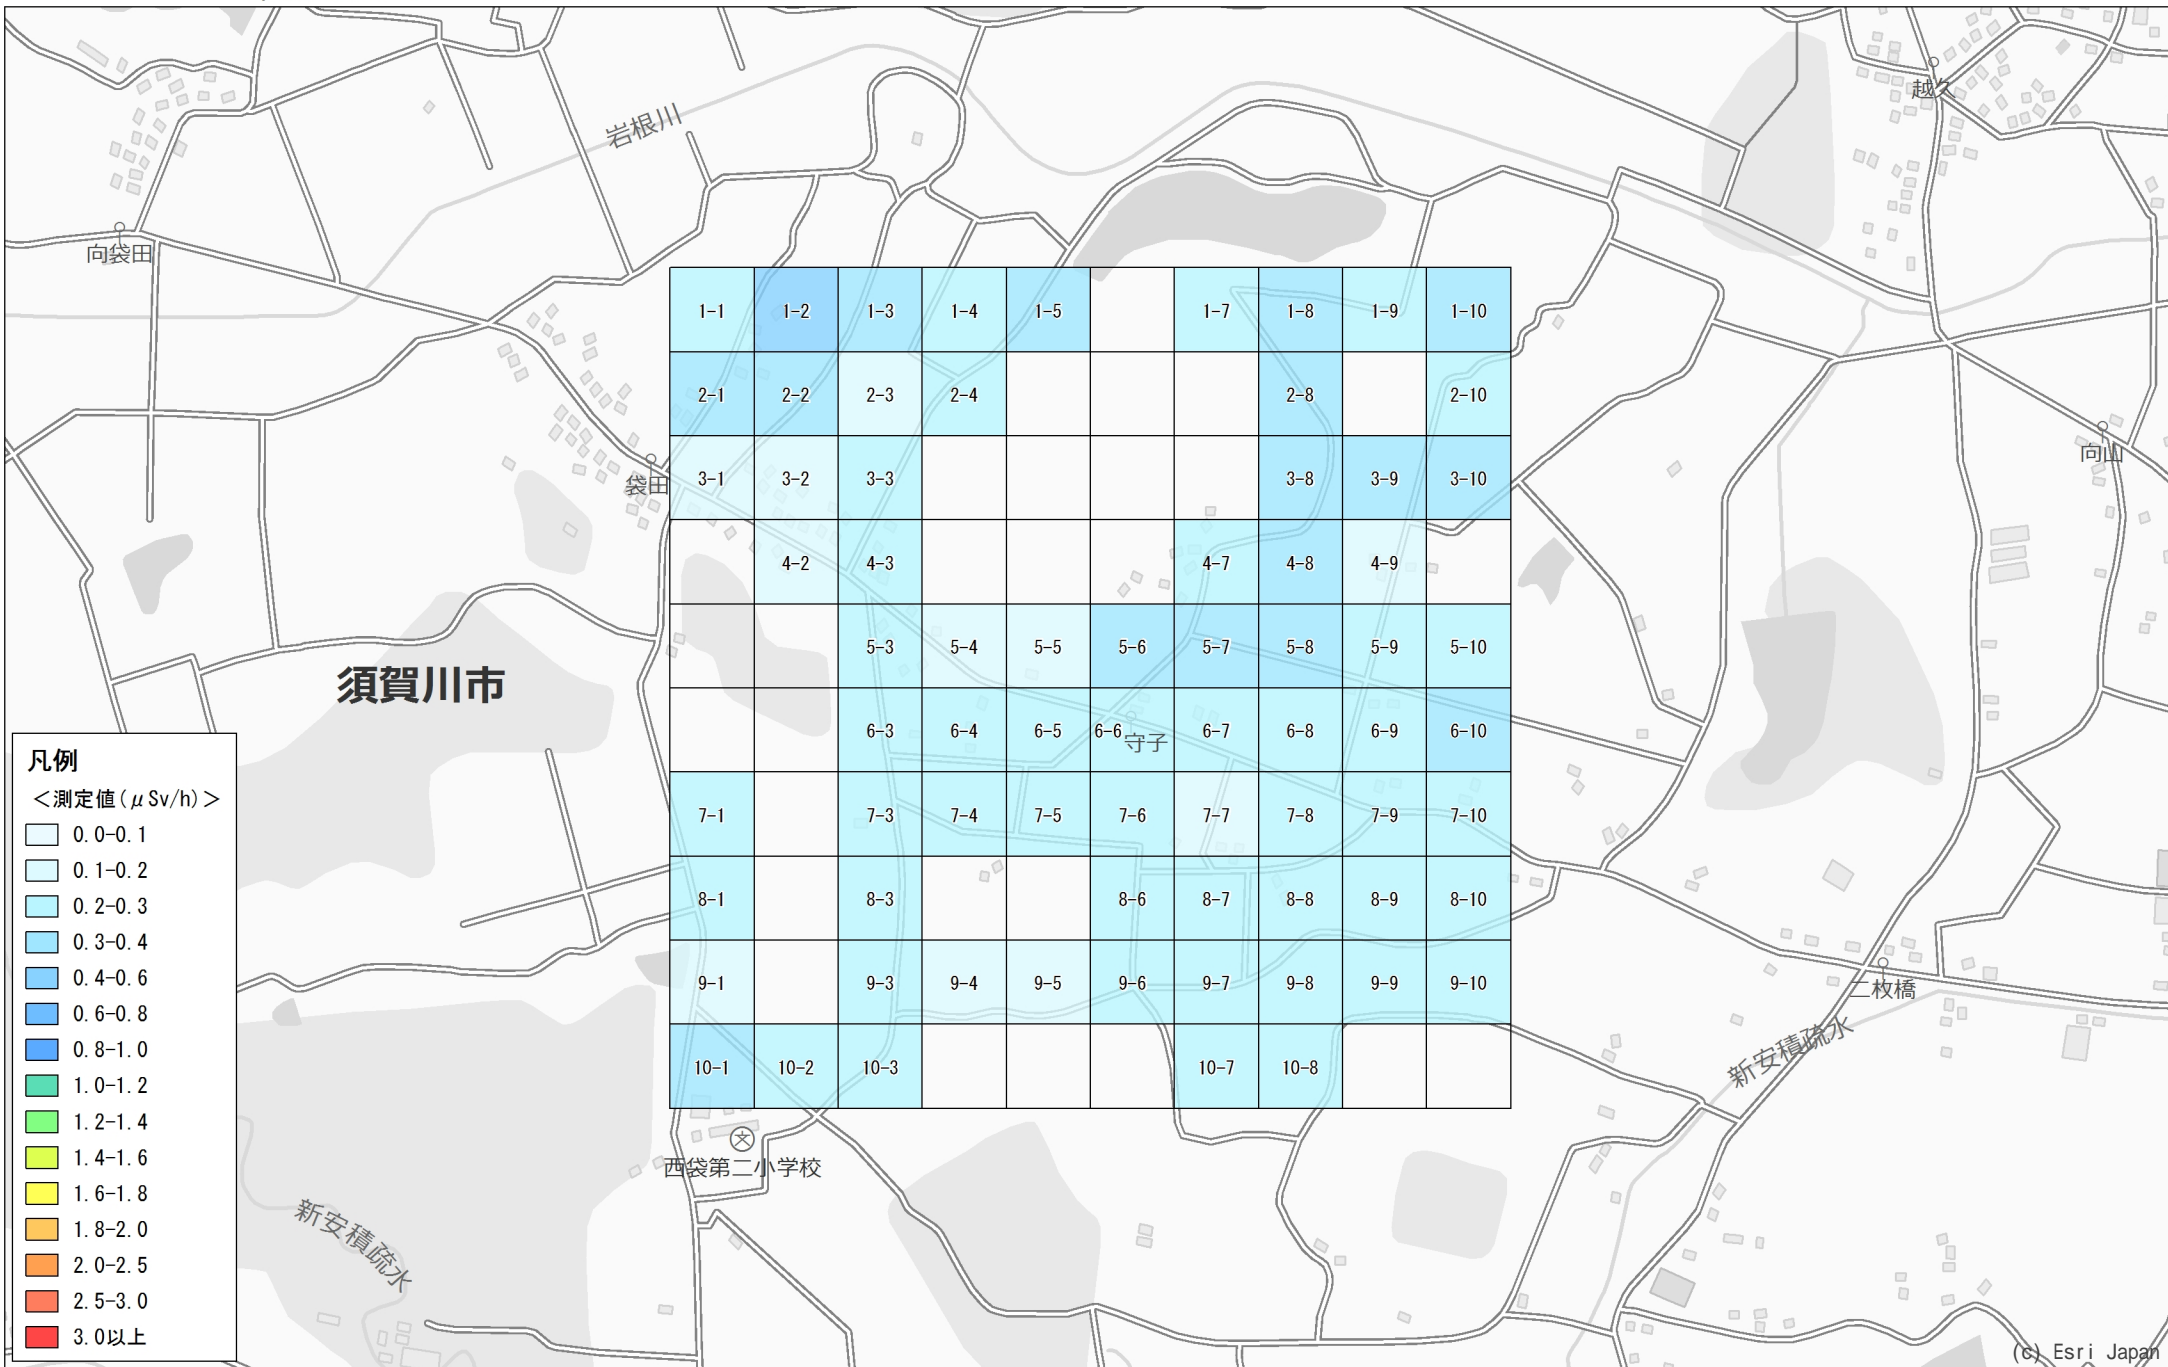 越久
岩根川
向袋田
1-1 1-2 1-3 1-4 1-5 1-7 1-8 1-9 1-10
2-1 2-2 2-3 2-4 2-8 2-10
向山
袋田
3-1 3-2 3-3 3-8 3-9 3-10
4-2 4-3 4-7 4-8 4-9
5-3 5-4 5-5 5-6 5-7 5-8 5-9 5-10
須賀川市
6-3 6-4 6-5 6-6 6-7 6-8 6-9 6-10
守子
7-1 7-3 7-4 7-5 7-6 7-7 7-8 7-9 7-10
8-1 8-3 8-6 8-7 8-8 8-9 8-10
9-1 9-3 9-4 9-5 9-6 9-7 9-8 9-9 9-10
二枚橋
新安積疏水
10-1 10-2 10-3 10-7 10-8
西袋第二小学校
新安積疏水
凡例
＜測定値(μSv/h)＞
0.0-0.1
0.1-0.2
0.2-0.3
0.3-0.4
0.4-0.6
0.6-0.8
0.8-1.0
1.0-1.2
1.2-1.4
1.4-1.6
1.6-1.8
1.8-2.0
2.0-2.5
2.5-3.0
3.0以上
(c) Esri Japan